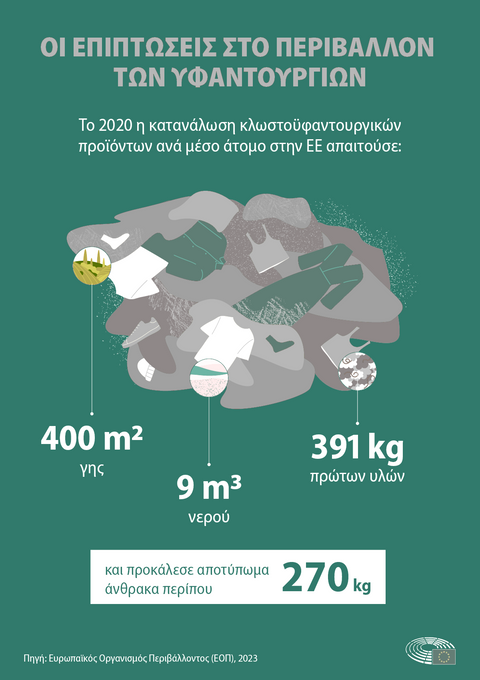 ΟΙ ΕΠΙΠΤΩΣΕΙΣ ΣΤΟ ΠΕΡΙΒΑΛΛΟΝ
ΤΩΝ ΥΦΑΝΤΟΥΡΓΙΩΝ
Το 2020 η κατανάλωση κλωστοϋφαντουργικών
προϊόντων ανά μέσο άτομο στην ΕΕ απαιτούσε:
400 m²
γης
9 m³
νερού
391 kg
πρώτων υλών
και προκάλεσε αποτύπωμα
άνθρακα περίπου
270 kg
Πηγή: Ευρωπαϊκός Οργανισμός Περιβάλλοντος (ΕΟΠ), 2023